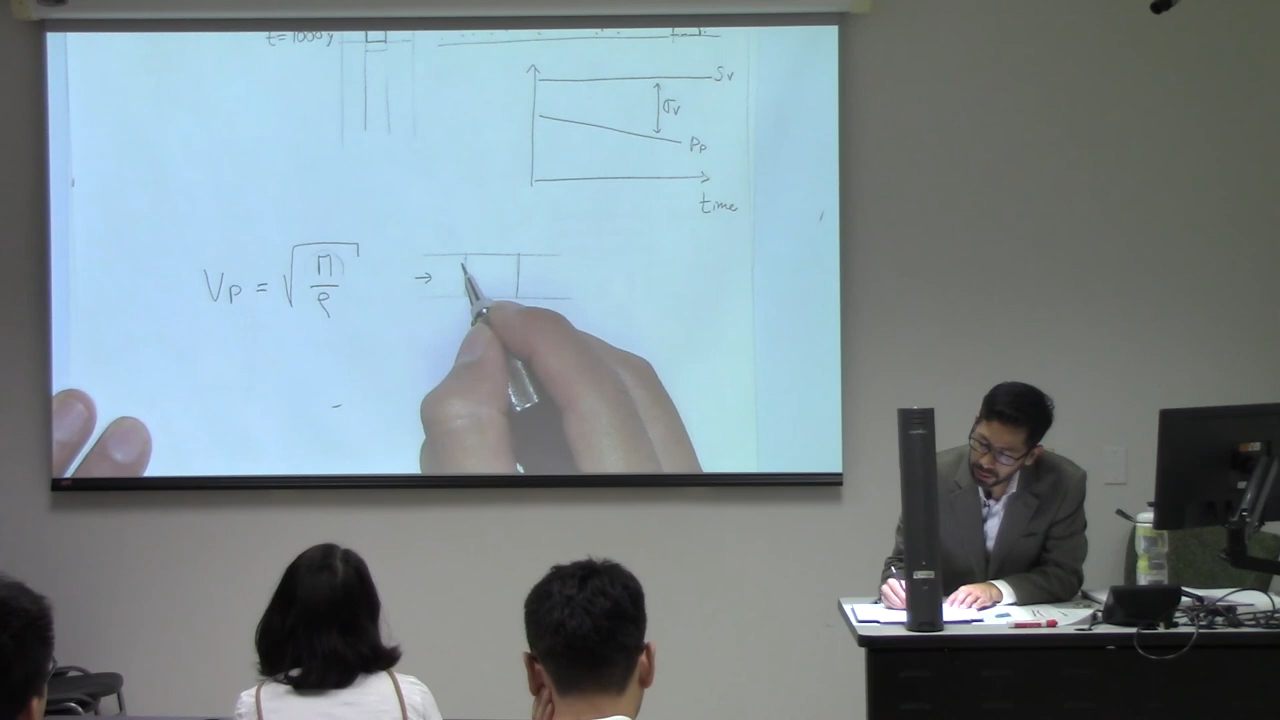 t=1000y
Sv
σv
Pp
time
Vp = √M/ρ